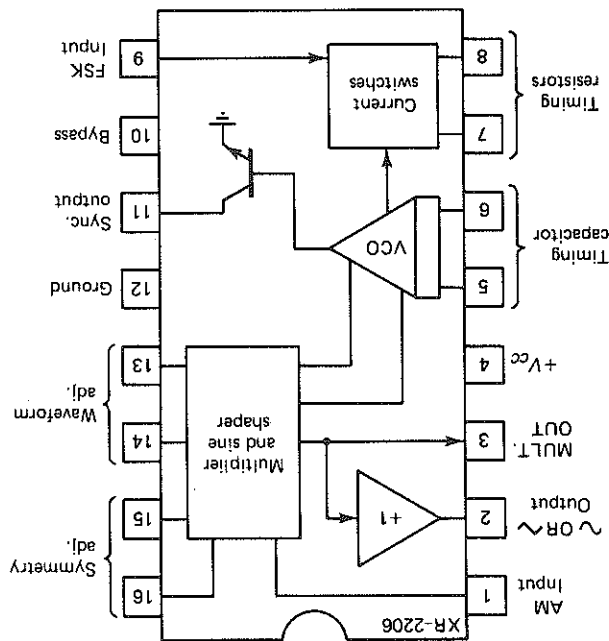 XR-2206
1
AM
Input
2
∿ OR ⌵ Output
3
MULT.
OUT
4
+Vcc
5
6
Timing
capacitor
7
8
Timing
resistors
16
15
Symmetry
adj.
14
13
Waveform
adj.
12
Ground
11
Sync.
output
10
Bypass
9
FSK
Input
+1
Multiplier
and sine
shaper
VCO
Current
switches